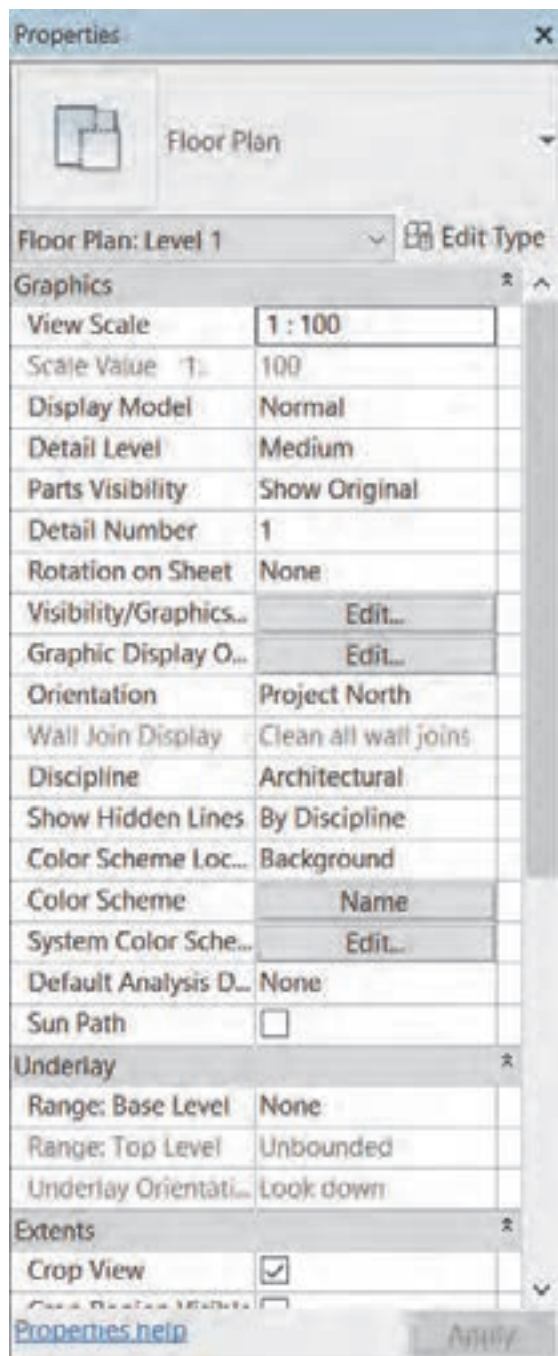 Properties
Floor Plan
Floor Plan: Level 1 Edit Type
Graphics
View Scale 1 : 100
Scale Value 1: 100
Display Model Normal
Detail Level Medium
Parts Visibility Show Original
Detail Number 1
Rotation on Sheet None
Visibility/Graphics... Edit...
Graphic Display O... Edit...
Orientation Project North
Wall Join Display Clean all wall joins
Discipline Architectural
Show Hidden Lines By Discipline
Color Scheme Loc... Background
Color Scheme Name
System Color Sche... Edit...
Default Analysis D... None
Sun Path
Underlay
Range: Base Level None
Range: Top Level Unbounded
Underlay Orientati... Look down
Extents
Crop View
Properties help Apply